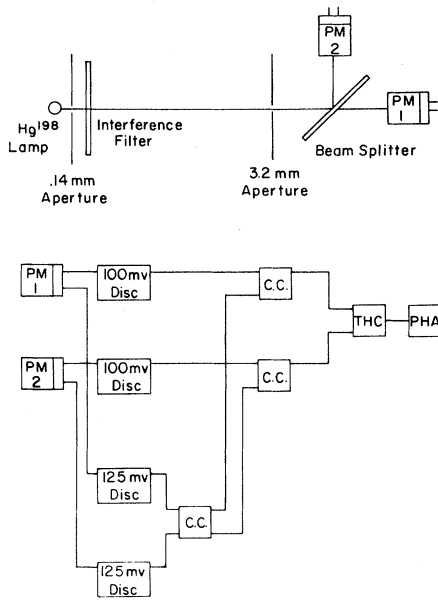 PM
2
PM
1
Hg198
Lamp
Interference
Filter
Beam Splitter
.14 mm
Aperture
3.2 mm
Aperture
PM
1
100mv
Disc
C.C.
THC
PHA
PM
2
100mv
Disc
C.C.
125 mv
Disc
C.C.
125 mv
Disc